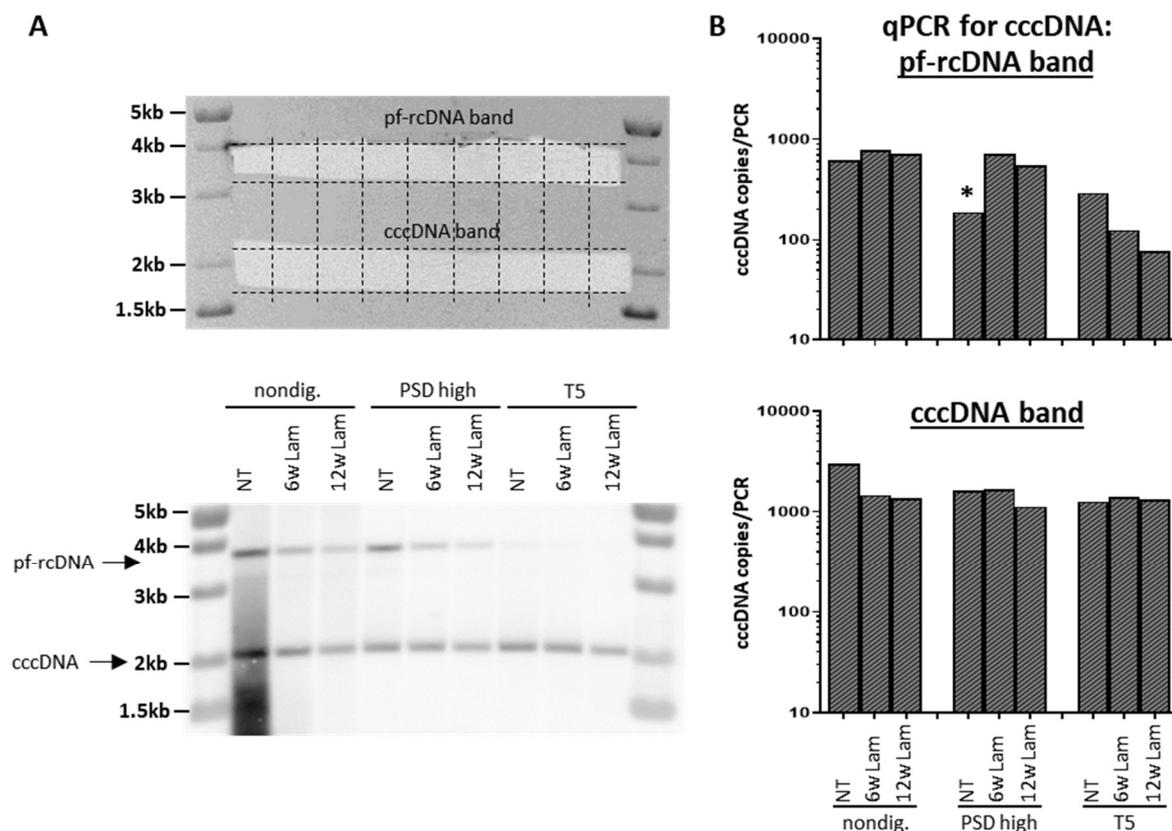 A
5kb
4kb
3kb
2kb
1.5kb
pf-rcDNA band
cccDNA band
nondig.
PSD high
T5
NT
6w Lam
12w Lam
NT
6w Lam
12w Lam
NT
6w Lam
12w Lam
5kb
4kb
3kb
2kb
1.5kb
pf-rcDNA
cccDNA
B
qPCR for cccDNA:
pf-rcDNA band
cccDNA copies/PCR
10000
1000
100
10
*
cccDNA band
cccDNA copies/PCR
10000
1000
100
10
NT
6w Lam
12w Lam
NT
6w Lam
12w Lam
NT
6w Lam
12w Lam
nondig.
PSD high
T5